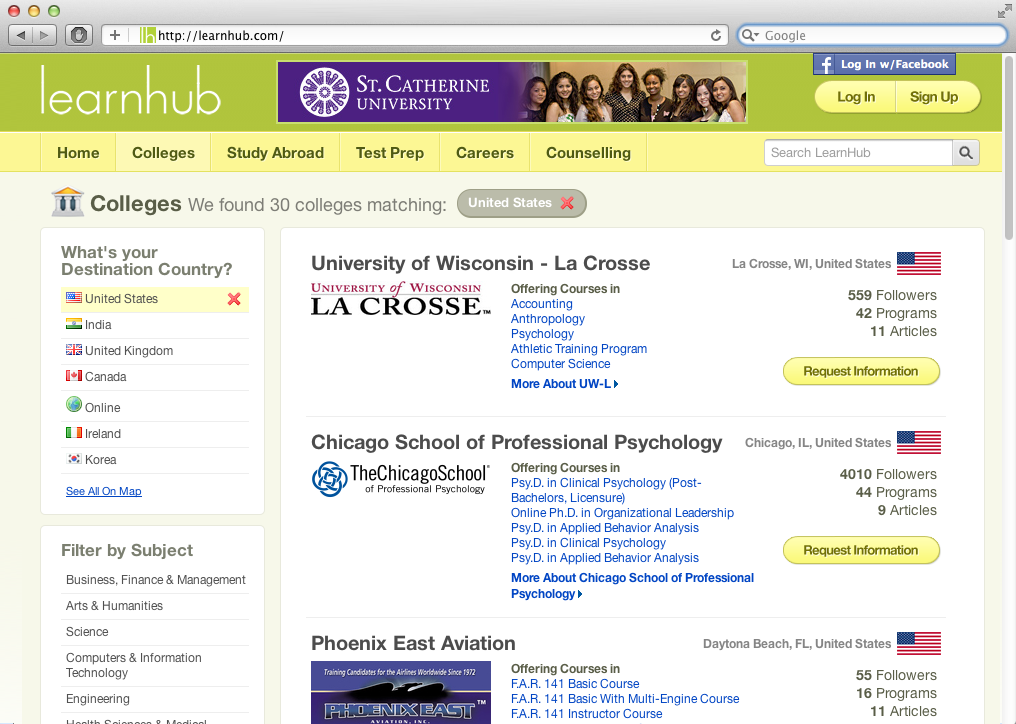 http://learnhub.com/
Google
learnhub
ST. CATHERINE
UNIVERSITY
f Log In w/Facebook
Log In
Sign Up
Home
Colleges
Study Abroad
Test Prep
Careers
Counselling
Search LearnHub
Colleges We found 30 colleges matching:
United States
What's your
Destination Country?
United States
India
United Kingdom
Canada
Online
Ireland
Korea
See All On Map
Filter by Subject
Business, Finance & Management
Arts & Humanities
Science
Computers & Information
Technology
Engineering
Health Sciences & Medical
University of Wisconsin - La Crosse
La Crosse, WI, United States
UNIVERSITY of WISCONSIN
LA CROSSE™
Offering Courses in
Accounting
Anthropology
Psychology
Athletic Training Program
Computer Science
More About UW-L
559 Followers
42 Programs
11 Articles
Request Information
Chicago School of Professional Psychology
Chicago, IL, United States
TheChicagoSchool®
of Professional Psychology
Offering Courses in
Psy.D. in Clinical Psychology (Post-
Bachelors, Licensure)
Online Ph.D. in Organizational Leadership
Psy.D. in Applied Behavior Analysis
Psy.D. in Clinical Psychology
Psy.D. in Applied Behavior Analysis
More About Chicago School of Professional
Psychology
4010 Followers
44 Programs
9 Articles
Request Information
Phoenix East Aviation
Daytona Beach, FL, United States
Training Candidates for the Airlines Worldwide Since 1972
PHOENIX EAST™
AVIATION, INC.
Offering Courses in
F.A.R. 141 Basic Course
F.A.R. 141 Basic With Multi-Engine Course
F.A.R. 141 Instructor Course
55 Followers
16 Programs
11 Articles